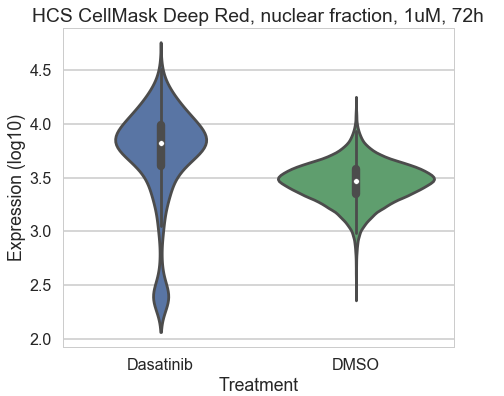 HCS CellMask Deep Red, nuclear fraction, 1uM, 72h
Expression (log10)
4.5
4.0
3.5
3.0
2.5
2.0
Dasatinib DMSO
Treatment